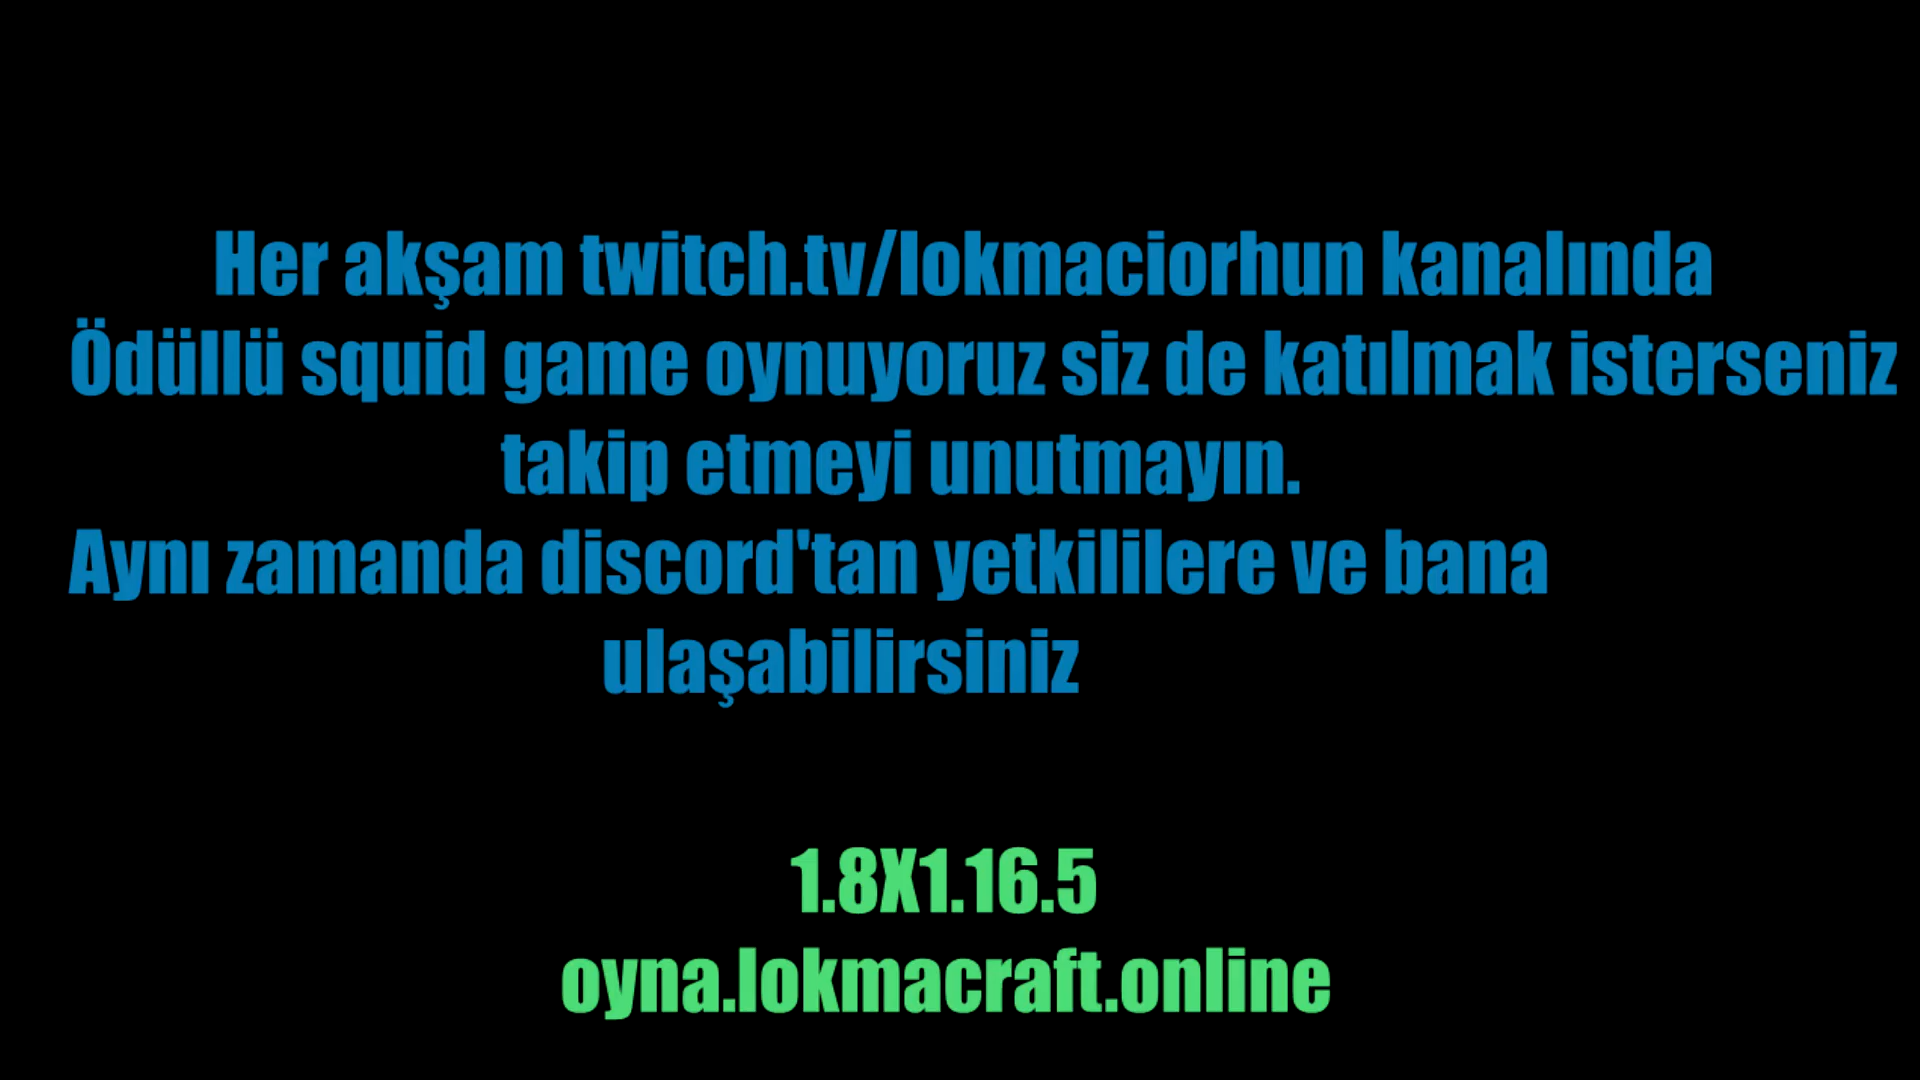 Her akşam twitch.tv/lokmaciorhun kanalında
Ödüllü squid game oynuyoruz siz de katılmak isterseniz
takip etmeyi unutmayın.
Aynı zamanda discord'tan yetkililere ve bana
ulaşabilirsiniz
1.8X1.16.5
oyna.lokmacraft.online